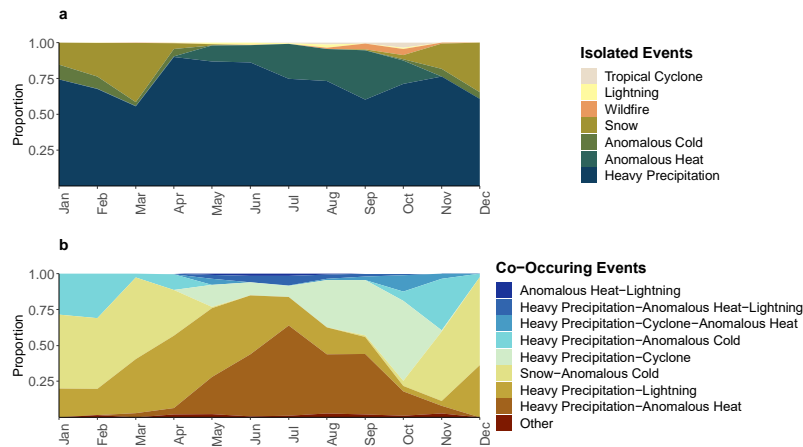 a
1.00
0.75
0.50
0.25
Proportion
Jan Feb Mar Apr May Jun Jul Aug Sep Oct Nov Dec
Isolated Events
Tropical Cyclone
Lightning
Wildfire
Snow
Anomalous Cold
Anomalous Heat
Heavy Precipitation
b
1.00
0.75
0.50
0.25
Proportion
Jan Feb Mar Apr May Jun Jul Aug Sep Oct Nov Dec
Co−Occuring Events
Anomalous Heat−Lightning
Heavy Precipitation−Anomalous Heat−Lightning
Heavy Precipitation−Cyclone−Anomalous Heat
Heavy Precipitation−Anomalous Cold
Heavy Precipitation−Cyclone
Snow−Anomalous Cold
Heavy Precipitation−Lightning
Heavy Precipitation−Anomalous Heat
Other